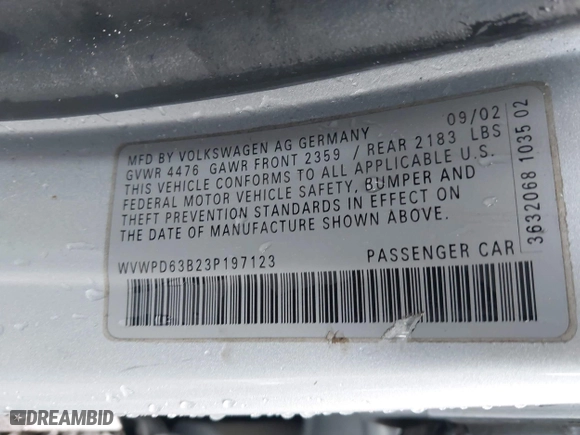 MFD BY VOLKSWAGEN AG GERMANY 09/02
GVWR 4476 GAWR FRONT 2359 / REAR 2183 LBS
THIS VEHICLE CONFORMS TO ALL APPLICABLE U.S.
FEDERAL MOTOR VEHICLE SAFETY, BUMPER AND
THEFT PREVENTION STANDARDS IN EFFECT ON
THE DATE OF MANUFACTURE SHOWN ABOVE.
WVWPD63B23P197123 PASSENGER CAR
3632068 1035 02
DREAMBID